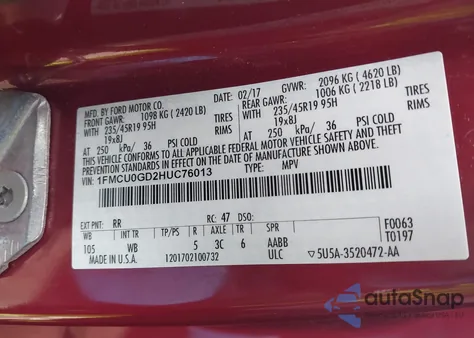 MFD. BY FORD MOTOR CO.
02/17 GVWR: 2096 KG ( 4620 LB)
FRONT GAWR: 1098 KG ( 2420 LB)
REAR GAWR: 1006 KG ( 2218 LB)
WITH 235/45R19 95H
WITH 235/45R19 95H
19x8J RIMS
19x8J RIMS
AT 250 kPa/ 36 PSI COLD
AT 250 kPa/ 36 PSI COLD
THIS VEHICLE CONFORMS TO ALL APPLICABLE FEDERAL MOTOR VEHICLE SAFETY AND THEFT
PREVENTION STANDARDS IN EFFECT ON THE DATE OF MANUFACTURE SHOWN ABOVE.
VIN: 1FMCU0GD2HUC76013
TYPE: MPV
EXT PNT: RR RC: 47 DSO:
WB INT TR TP/PS R AXLE TR SPR
F0063
105 WB 5 3C 6 AABB
T0197
MADE IN U.S.A. 1201702100732 ULC
5U5A-3520472-AA
autoSnap